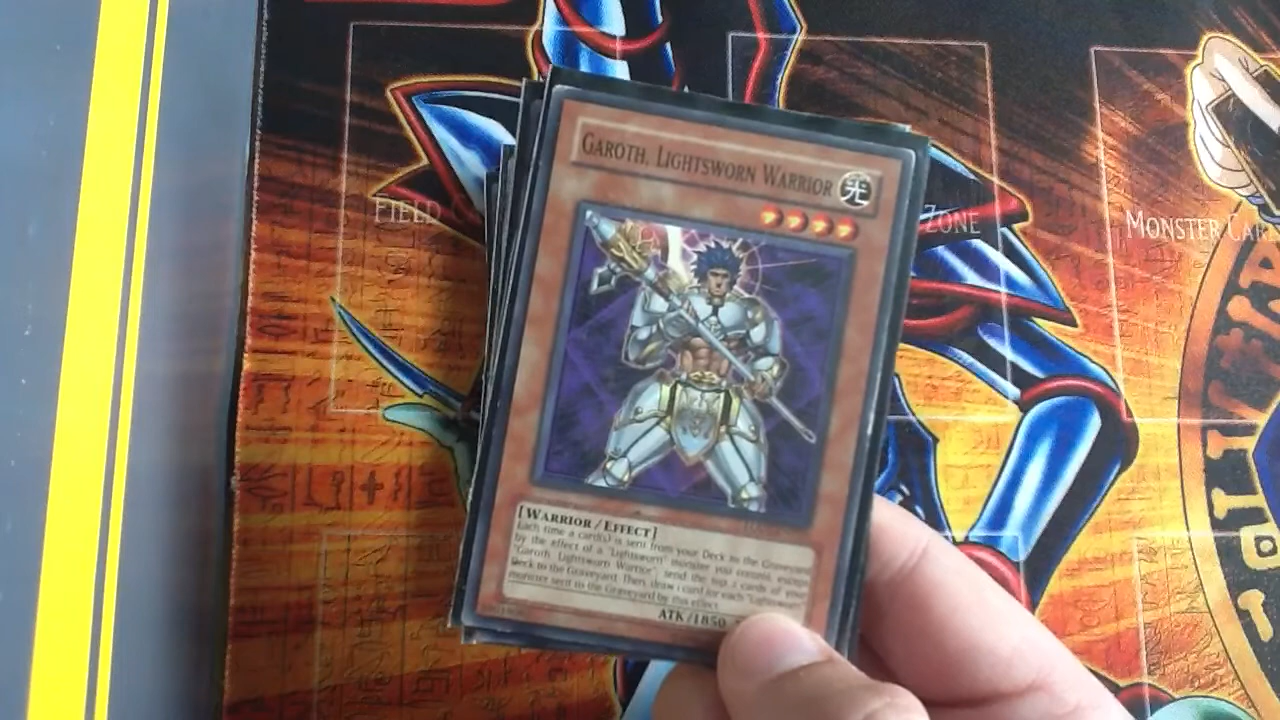 GAROTH, LIGHTSWORN WARRIOR
光
FIELD
ZONE
MONSTER CAR
[WARRIOR/EFFECT]
Each time a card(s) is sent from your Deck to the Graveyard
by the effect of a "Lightsworn" monster you control, except
"Garoth, Lightsworn Warrior", send the top 2 cards of your
Deck to the Graveyard. Then draw 1 card for each "Lightsworn"
monster sent to the Graveyard by this effect.
ATK/1850